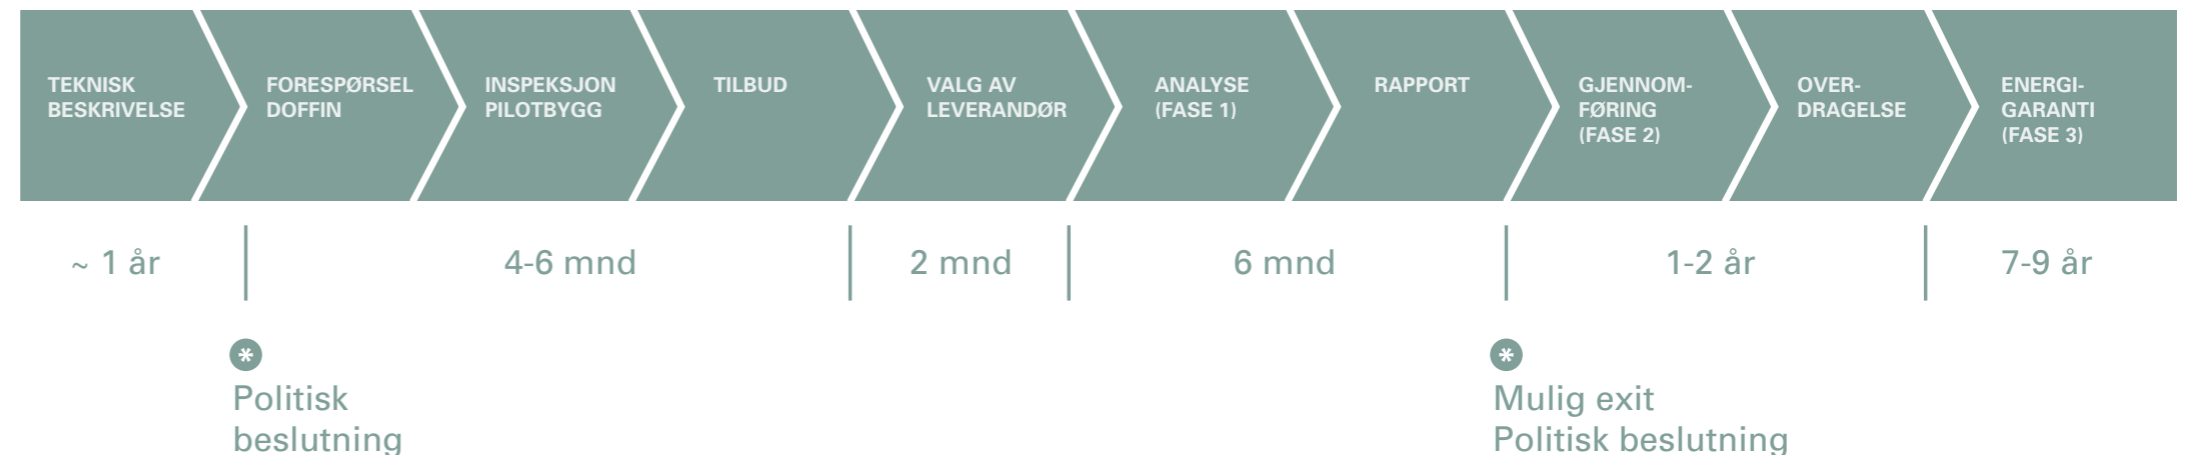 TEKNISK
BESKRIVELSE
FORESPØRSEL
DOFFIN
INSPEKSJON
PILOTBYGG
TILBUD
VALG AV
LEVERANDØR
ANALYSE
(FASE 1)
RAPPORT
GJENNOM-
FØRING
(FASE 2)
OVER-
DRAGELSE
ENERGI-
GARANTI
(FASE 3)
~ 1 år
4-6 mnd
2 mnd
6 mnd
1-2 år
7-9 år
*
Politisk
beslutning
*
Mulig exit
Politisk beslutning